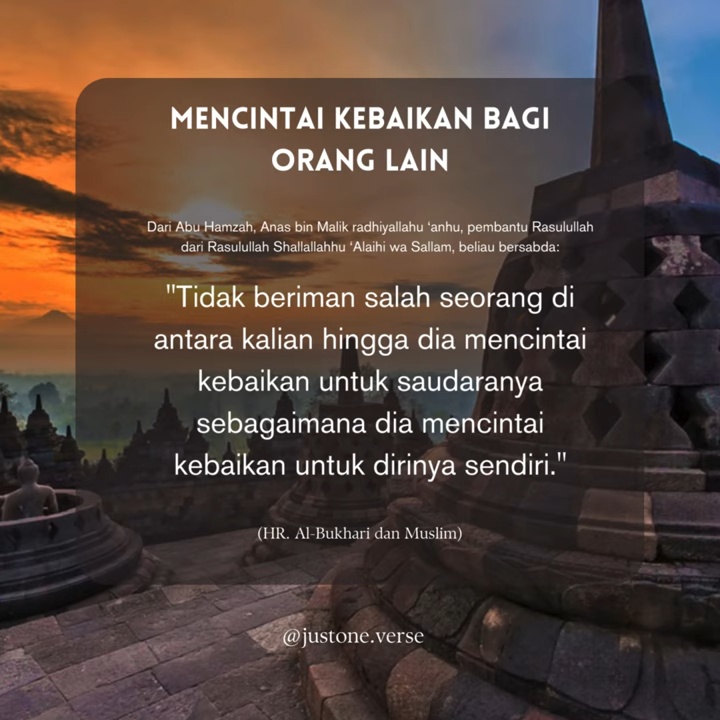 MENCINTAI KEBAIKAN BAGI
ORANG LAIN
Dari Abu Hamzah, Anas bin Malik radhiyallahu ‘anhu, pembantu Rasulullah
dari Rasulullah Shallallahhu ‘Alaihi wa Sallam, beliau bersabda:
"Tidak beriman salah seorang di
antara kalian hingga dia mencintai
kebaikan untuk saudaranya
sebagaimana dia mencintai
kebaikan untuk dirinya sendiri."
(HR. Al-Bukhari dan Muslim)
@justone.verse